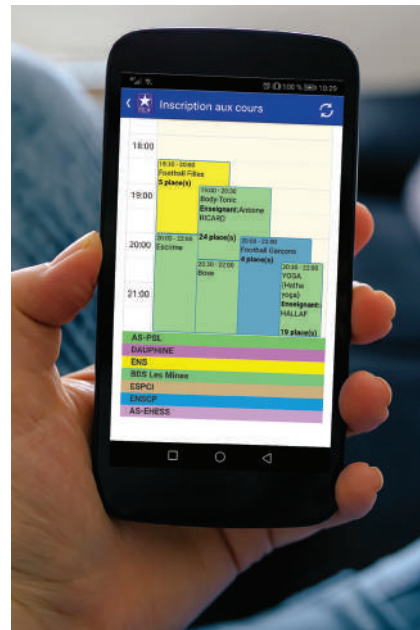 100 % 10:29
Inscription aux cours
18:00
18:30 - 20:00
Football Filles
5 place(s)
19:00
19:00 - 20:30
Body-Tonic
Enseignant:Antoine
RICARD
24 place(s)
20:00
20:00 - 22:00
Escrime
20:00 - 22:00
Football Garçons
4 place(s)
20:30 - 22:00
Boxe
20:30 - 22:00
YOGA
(Hatha
yoga)
Enseignant:
HALLAF
19 place(s)
21:00
AS-PSL
DAUPHINE
ENS
BDS Les Mines
ESPCI
ENSCP
AS-EHESS